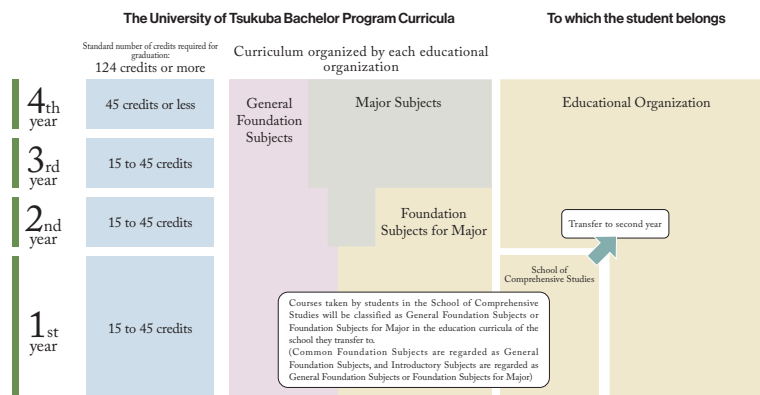 The University of Tsukuba Bachelor Program Curricula
To which the student belongs
Standard number of credits required for
graduation:
124 credits or more
Curriculum organized by each educational
organization
4th
year
45 credits or less
General
Foundation
Subjects
Major Subjects
Educational Organization
3rd
year
15 to 45 credits
2nd
year
15 to 45 credits
Foundation
Subjects for Major
Transfer to second year
School of
Comprehensive Studies
1st
year
15 to 45 credits
Courses taken by students in the School of Comprehensive
Studies will be classified as General Foundation Subjects or
Foundation Subjects for Major in the education curricula of the
school they transfer to.
(Common Foundation Subjects are regarded as General
Foundation Subjects, and Introductory Subjects are regarded as
General Foundation Subjects or Foundation Subjects for Major)